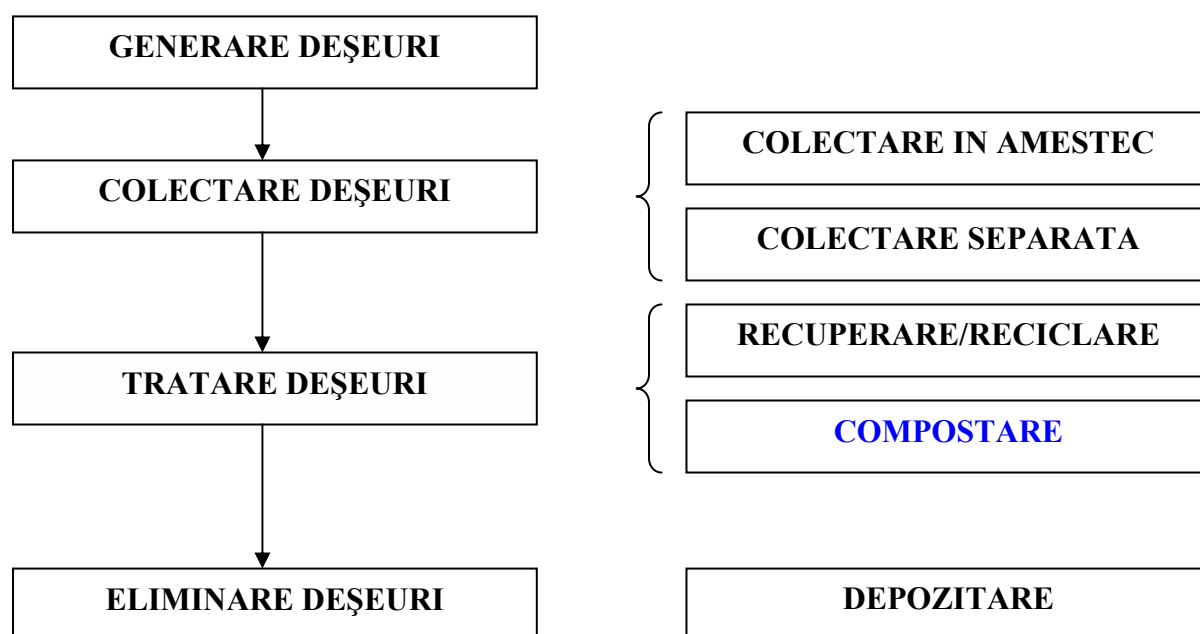 GENERARE DEŞEURI
COLECTARE DEŞEURI
COLECTARE IN AMESTEC
COLECTARE SEPARATA
TRATARE DEŞEURI
RECUPERARE/RECICLARE
COMPOSTARE
ELIMINARE DEŞEURI
DEPOZITARE